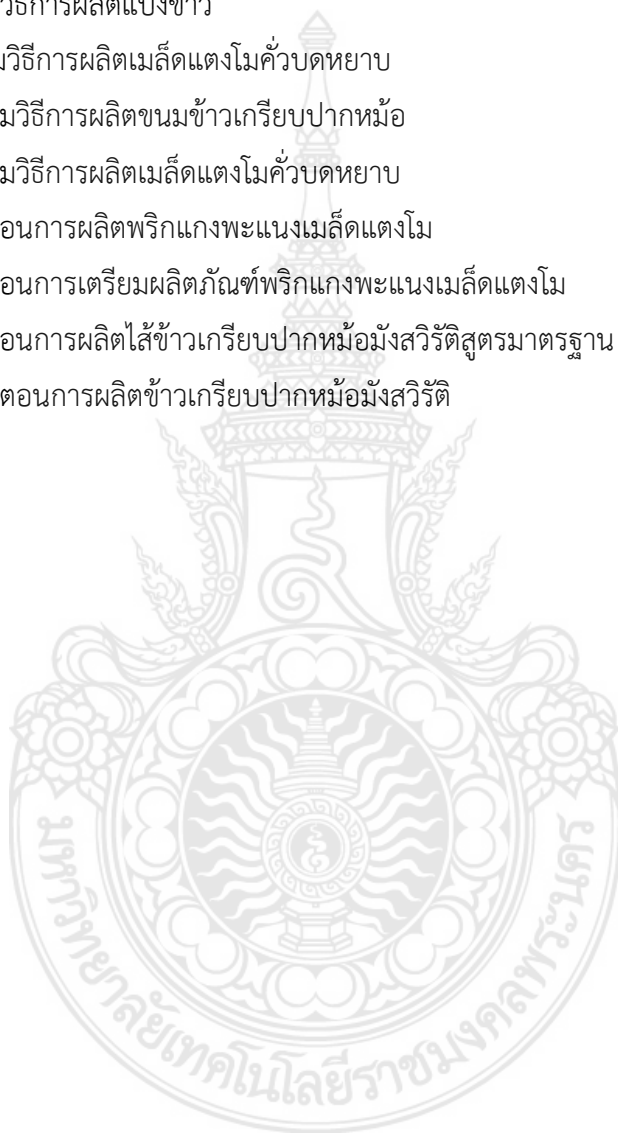 วิธีการผลิตแป้งข้าว
มวิธีการผลิตเมล็ดแตงโมคั่วบดหยาบ
มวิธีการผลิตขนมข้าวเกรียบปากหม้อ
มวิธีการผลิตเมล็ดแตงโมคั่วบดหยาบ
อนการผลิตพริกแกงพะแนงเมล็ดแตงโม
อนการเตรียมผลิตภัณฑ์พริกแกงพะแนงเมล็ดแตงโม
อนการผลิตไส้ข้าวเกรียบปากหม้อมังสวิรัติสูตรมาตรฐาน
ตอนการผลิตข้าวเกรียบปากหม้อมังสวิรัติ
มหาวิทยาลัยเทคโนโลยีราชมงคลพระนคร